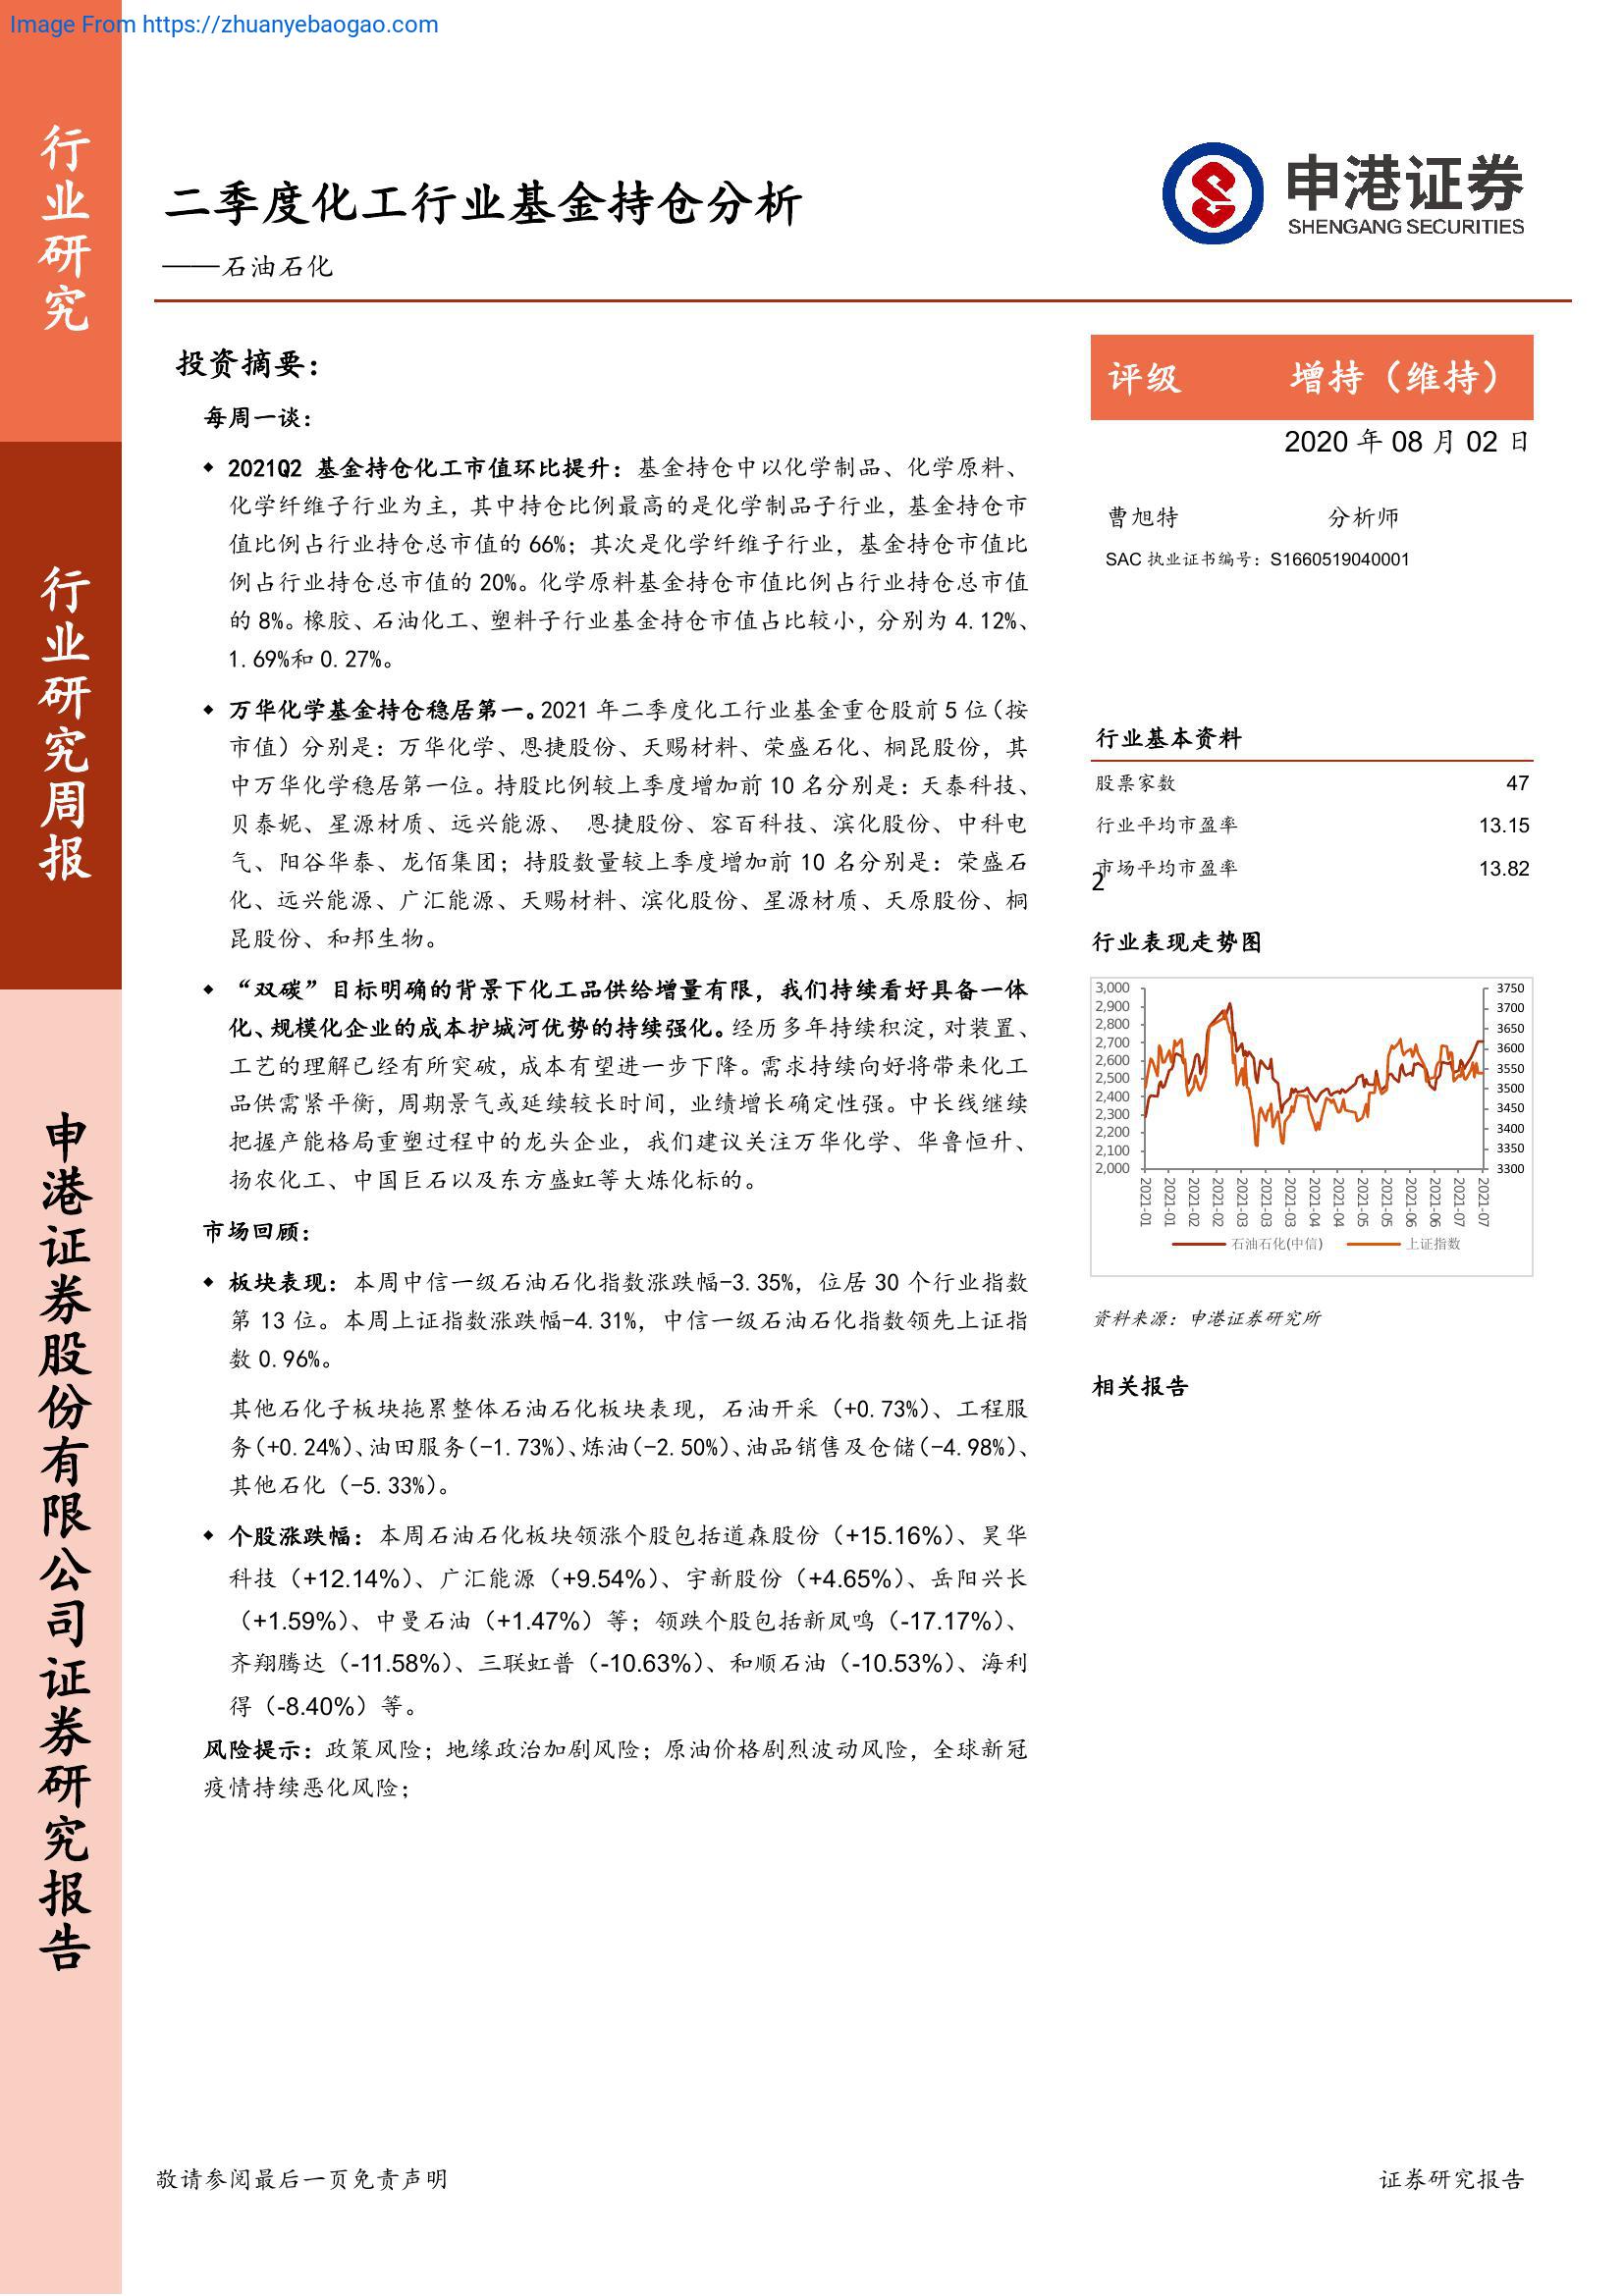 Image From https://zhuanyebaogao.com
行业研究
行业研究周报
申港证券股份有限公司证券研究报告
二季度化工行业基金持仓分析
——石油石化
申港证券
SHENGANG SECURITIES
投资摘要：
每周一谈：
◆ 2021Q2 基金持仓化工市值环比提升：基金持仓中以化学制品、化学原料、
化学纤维子行业为主，其中持仓比例最高的是化学制品子行业，基金持仓市
值比例占行业持仓总市值的 66%；其次是化学纤维子行业，基金持仓市值比
例占行业持仓总市值的 20%。化学原料基金持仓市值比例占行业持仓总市值
的 8%。橡胶、石油化工、塑料子行业基金持仓市值占比较小，分别为 4.12%、
1.69%和 0.27%。
◆ 万华化学基金持仓稳居第一。2021 年二季度化工行业基金重仓股前 5 位（按
市值）分别是：万华化学、恩捷股份、天赐材料、荣盛石化、桐昆股份，其
中万华化学稳居第一位。持股比例较上季度增加前 10 名分别是：天泰科技、
贝泰妮、星源材质、远兴能源、 恩捷股份、容百科技、滨化股份、中科电
气、阳谷华泰、龙佰集团；持股数量较上季度增加前 10 名分别是：荣盛石
化、远兴能源、广汇能源、天赐材料、滨化股份、星源材质、天原股份、桐
昆股份、和邦生物。
◆ “双碳”目标明确的背景下化工品供给增量有限，我们持续看好具备一体
化、规模化企业的成本护城河优势的持续强化。经历多年持续积淀，对装置、
工艺的理解已经有所突破，成本有望进一步下降。需求持续向好将带来化工
品供需紧平衡，周期景气或延续较长时间，业绩增长确定性强。中长线继续
把握产能格局重塑过程中的龙头企业，我们建议关注万华化学、华鲁恒升、
扬农化工、中国巨石以及东方盛虹等大炼化标的。
市场回顾：
◆ 板块表现：本周中信一级石油石化指数涨跌幅-3.35%，位居 30 个行业指数
第 13 位。本周上证指数涨跌幅-4.31%，中信一级石油石化指数领先上证指
数 0.96%。
其他石化子板块拖累整体石油石化板块表现，石油开采（+0.73%）、工程服
务（+0.24%）、油田服务（-1.73%）、炼油（-2.50%）、油品销售及仓储（-4.98%）、
其他石化（-5.33%）。
◆ 个股涨跌幅：本周石油石化板块领涨个股包括道森股份（+15.16%）、昊华
科技（+12.14%）、广汇能源（+9.54%）、宇新股份（+4.65%）、岳阳兴长
（+1.59%）、中曼石油（+1.47%）等；领跌个股包括新凤鸣（-17.17%）、
齐翔腾达（-11.58%）、三联虹普（-10.63%）、和顺石油（-10.53%）、海利
得（-8.40%）等。
风险提示：政策风险；地缘政治加剧风险；原油价格剧烈波动风险，全球新冠
疫情持续恶化风险；
评级 增持（维持）
2020 年 08 月 02 日
曹旭特 分析师
SAC 执业证书编号：S1660519040001
行业基本资料
股票家数 47
行业平均市盈率 13.15
市场平均市盈率 13.82
2
行业表现走势图
3,000
2,900
2,800
2,700
2,600
2,500
2,400
2,300
2,200
2,100
2,000
3750
3700
3650
3600
3550
3500
3450
3400
3350
3300
2021-01
2021-01
2021-02
2021-02
2021-03
2021-03
2021-03
2021-04
2021-04
2021-05
2021-05
2021-06
2021-06
2021-07
2021-07
石油石化(中信) 上证指数
资料来源：申港证券研究所
相关报告
敬请参阅最后一页免责声明 证券研究报告